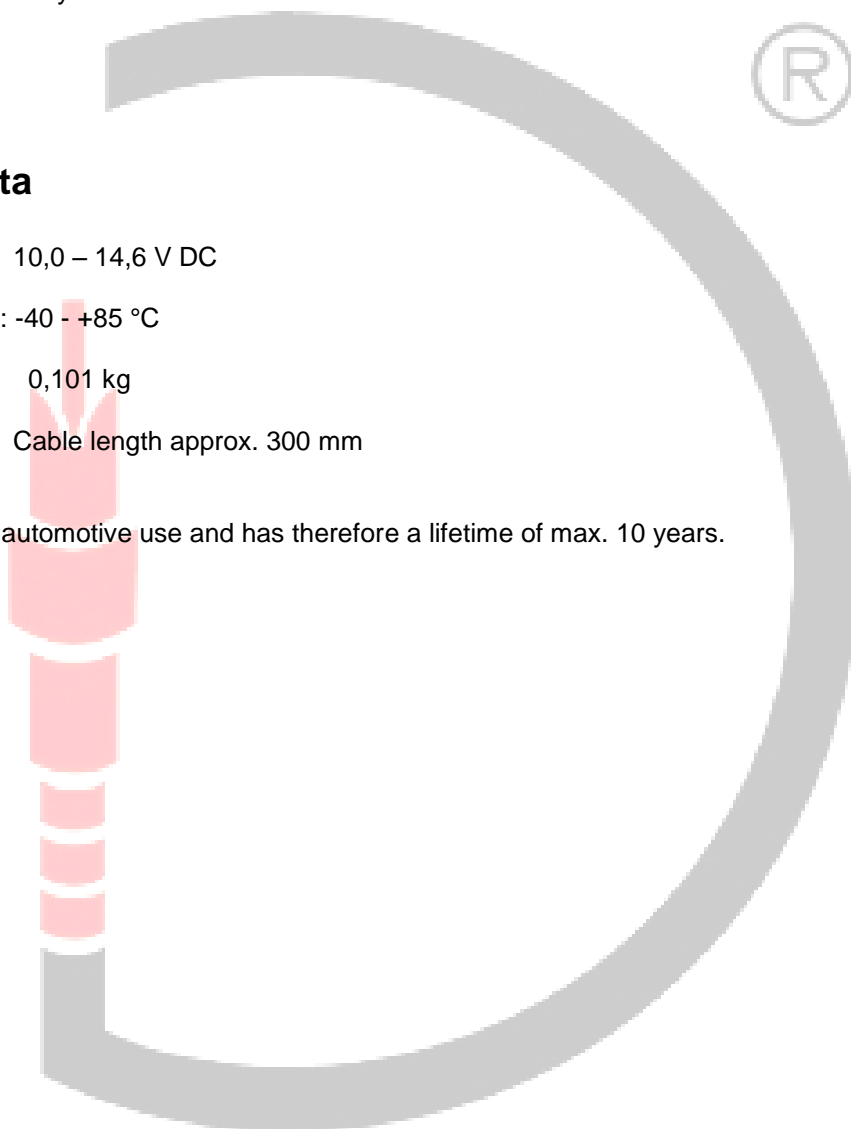 ®
ta
10,0 – 14,6 V DC
: -40 - +85 °C
0,101 kg
Cable length approx. 300 mm
automotive use and has therefore a lifetime of max. 10 years.